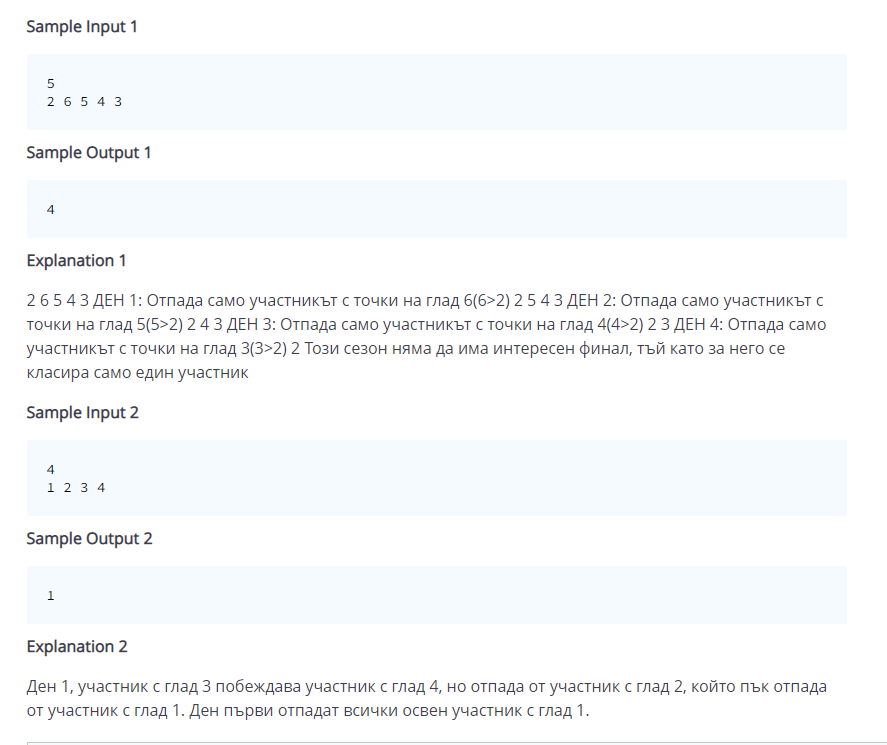 Sample Input 1
5
2 6 5 4 3
Sample Output 1
4
Explanation 1
2 6 5 4 3 ДЕН 1: Отпада само участникът с точки на глад 6(6>2) 2 5 4 3 ДЕН 2: Отпада само участникът с
точки на глад 5(5>2) 2 4 3 ДЕН 3: Отпада само участникът с точки на глад 4(4>2) 2 3 ДЕН 4: Отпада само
участникът с точки на глад 3(3>2) 2 Този сезон няма да има интересен финал, тъй като за него се
класира само един участник
Sample Input 2
4
1 2 3 4
Sample Output 2
1
Explanation 2
Ден 1, участник с глад 3 побеждава участник с глад 4, но отпада от участник с глад 2, който пък отпада
от участник с глад 1. Ден първи отпадат всички освен участник с глад 1.